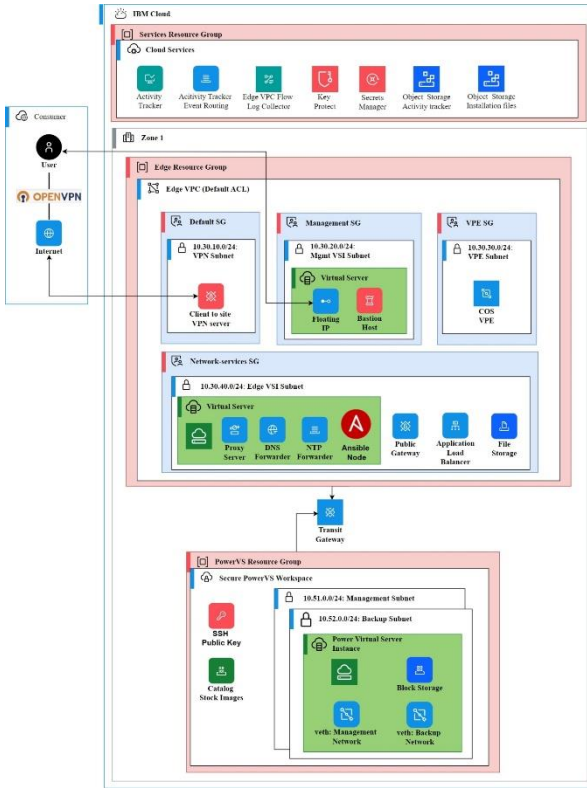 IBM Cloud
Services Resource Group
Cloud Services
Activity
Tracker
Acitivity Tracker
Event Routing
Edge VPC Flow
Log Collector
Key
Protect
Secrets
Manager
Object Storage
Activity tracker
Object Storage
Installation files
Consumer
User
OPENVPN
Internet
Zone 1
Edge Resource Group
Edge VPC (Default ACL)
Default SG
10.30.10.0/24:
VPN Subnet
Client to site
VPN server
Management SG
10.30.20.0/24:
Mgmt VSI Subnet
Virtual Server
Floating
IP
Bastion
Host
VPE SG
10.30.30.0/24:
VPE Subnet
COS
VPE
Network-services SG
10.30.40.0/24: Edge VSI Subnet
Virtual Server
Proxy
Server
DNS
Forwarder
NTP
Forwarder
Ansible
Node
Public
Gateway
Application
Load
Balancer
File
Storage
Transit
Gateway
PowerVS Resource Group
Secure PowerVS Workspace
SSH
Public Key
Catalog
Stock Images
10.51.0.0/24: Management Subnet
10.52.0.0/24: Backup Subnet
Power Virtual Server
Instance
Block Storage
veth: Management
Network
veth: Backup
Network